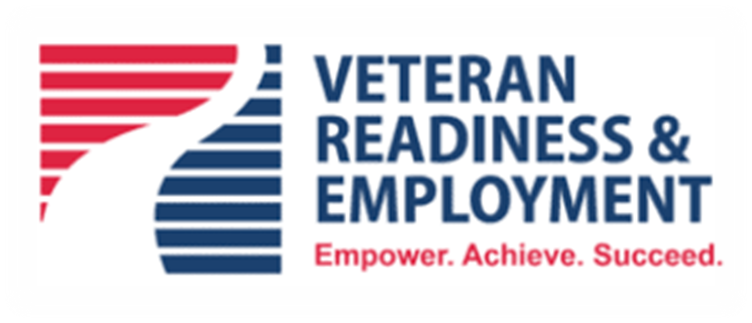 VETERAN
READINESS &
EMPLOYMENT
Empower. Achieve. Succeed.